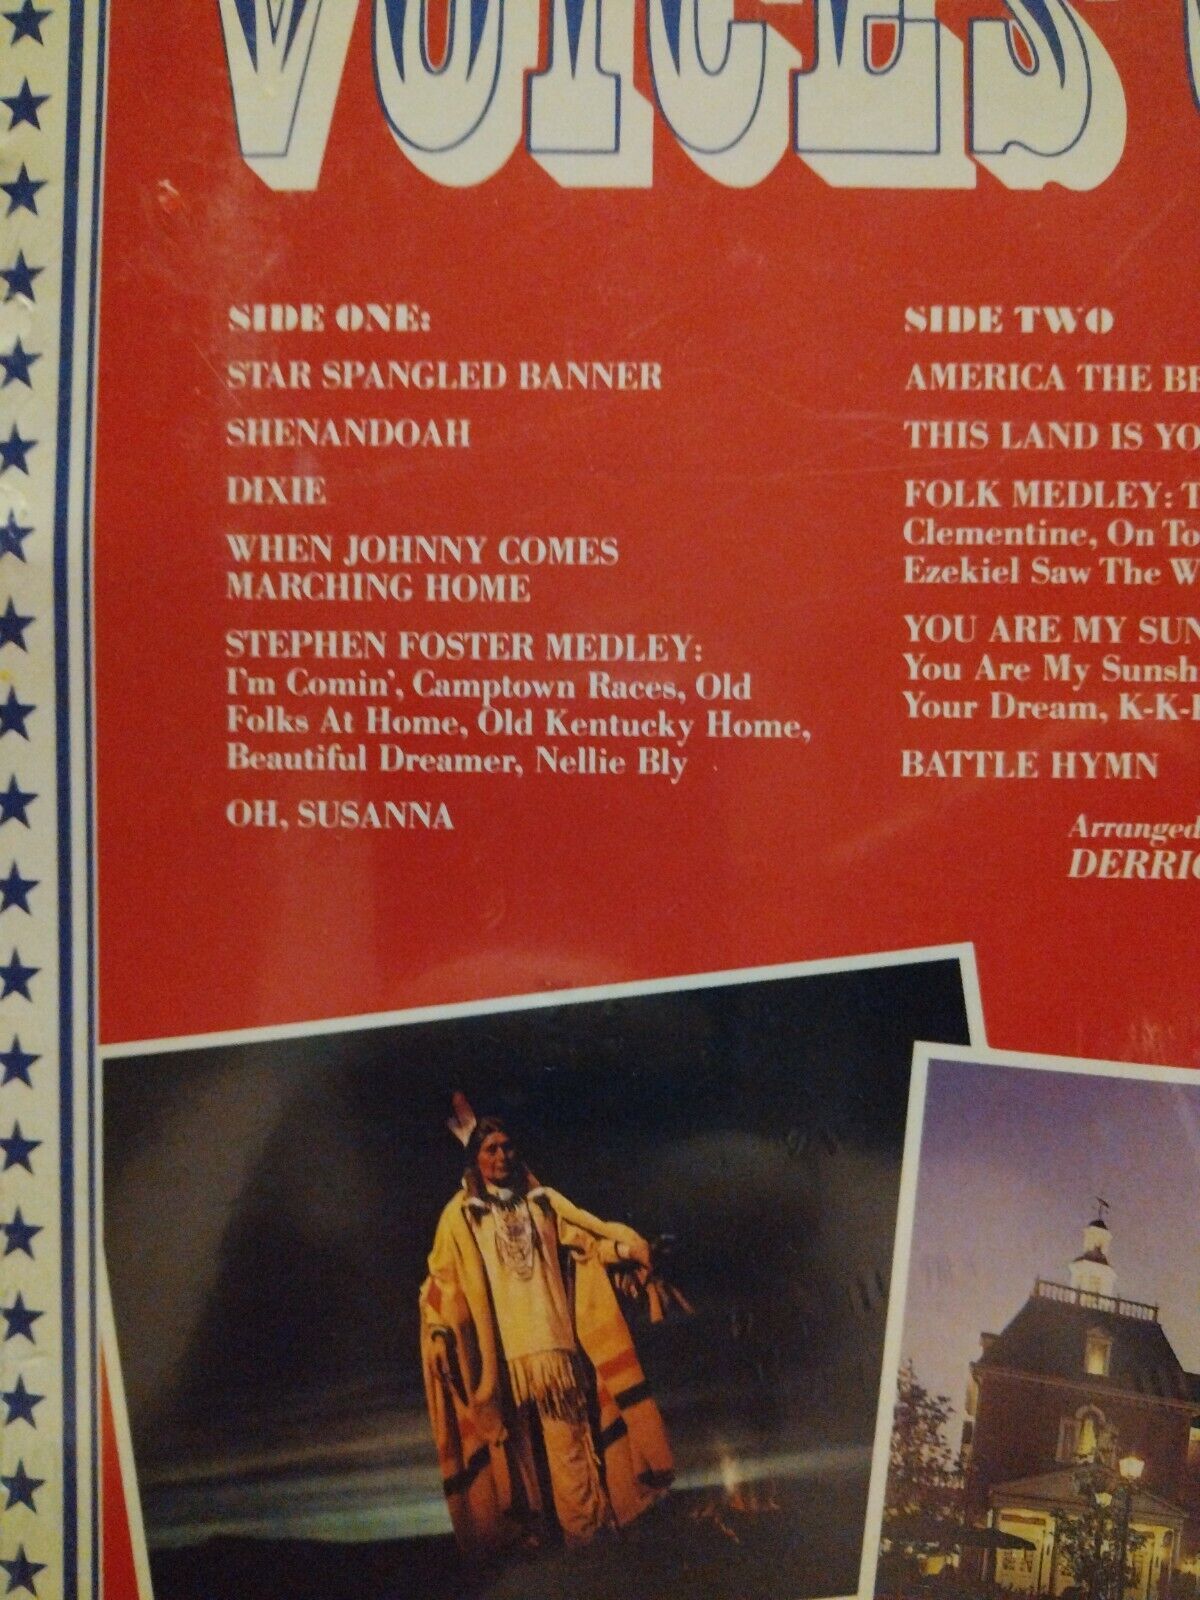 VOICES
SIDE ONE:
STAR SPANGLED BANNER
SHENANDOAH
DIXIE
WHEN JOHNNY COMES
MARCHING HOME
STEPHEN FOSTER MEDLEY:
I'm Comin', Camptown Races, Old
Folks At Home, Old Kentucky Home,
Beautiful Dreamer, Nellie Bly
OH, SUSANNA
SIDE TWO
AMERICA THE
THIS LAND IS
FOLK MEDLEY:
Clementine, On
Ezekiel Saw The
YOU ARE MY
You Are My
Your Dream,
BATTLE HYMN
Arranged